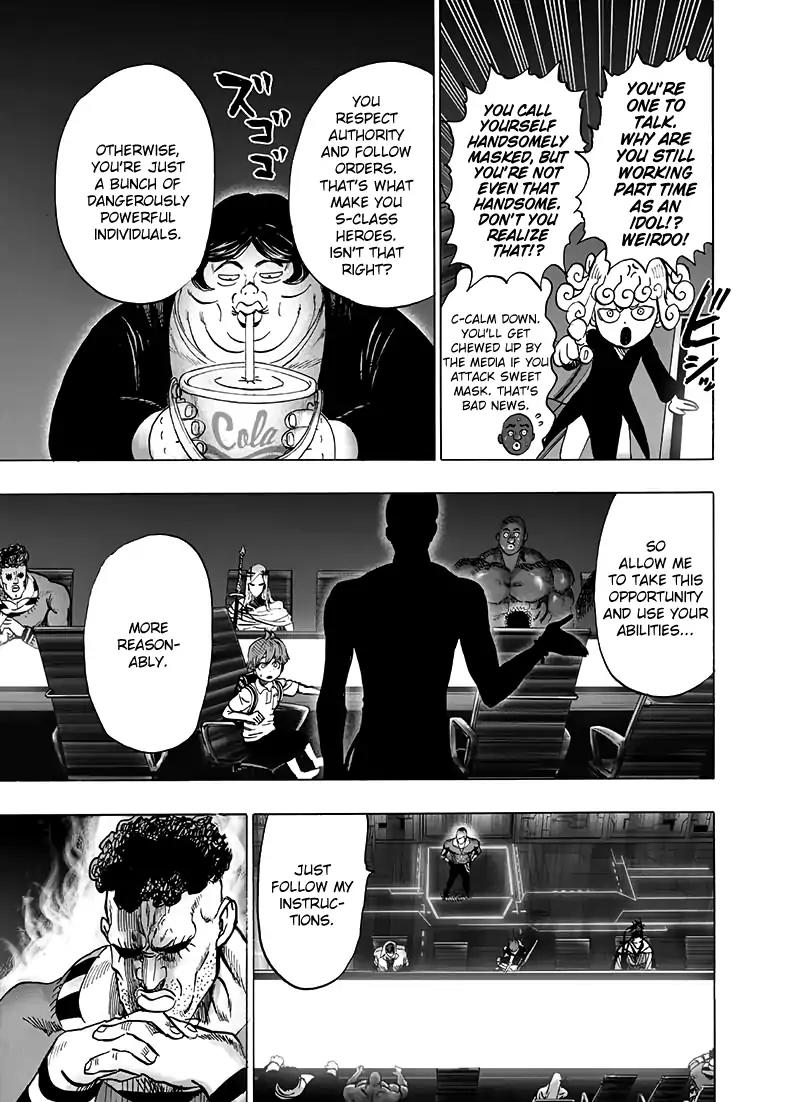 YOU'RE
ONE TO
TALK.
WHY ARE
YOU STILL
WORKING
PART TIME
AS AN
IDOL!?
WEIRDO!
YOU CALL
YOURSELF
HANDSOMELY
MASKED, BUT
YOU'RE NOT
EVEN THAT
HANDSOME.
DON'T YOU
REALIZE
THAT!?
C-CALM DOWN.
YOU'LL GET
CHEWED UP BY
THE MEDIA IF YOU
ATTACK SWEET
MASK. THAT'S
BAD NEWS.
ビシッ
YOU
RESPECT
AUTHORITY
AND FOLLOW
ORDERS.
THAT'S WHAT
MAKE YOU
S-CLASS
HEROES.
ISN'T THAT
RIGHT?
ズゴゴゴ
OTHERWISE,
YOU'RE JUST
A BUNCH OF
DANGEROUSLY
POWERFUL
INDIVIDUALS.
Cola
SO
ALLOW ME
TO TAKE THIS
OPPORTUNITY
AND USE YOUR
ABILITIES...
MORE
REASON-
ABLY.
JUST
FOLLOW MY
INSTRUC-
TIONS.